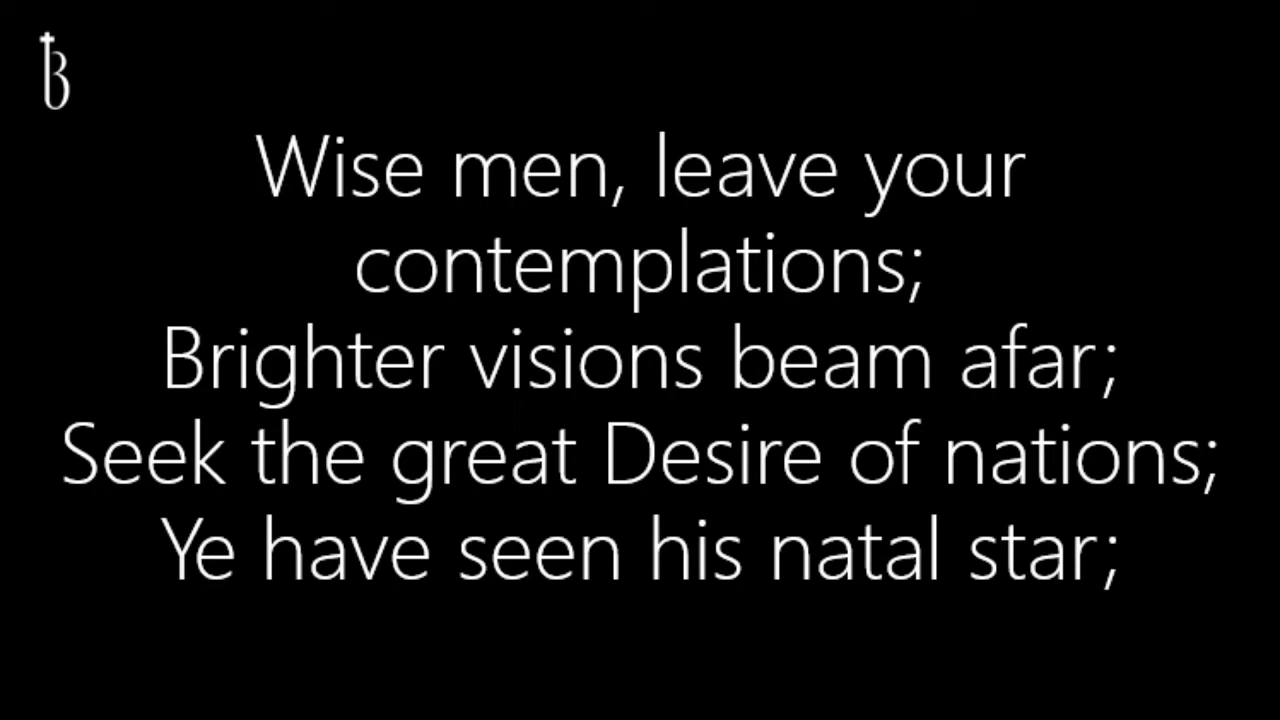 B
Wise men, leave your
contemplations;
Brighter visions beam afar;
Seek the great Desire of nations;
Ye have seen his natal star;